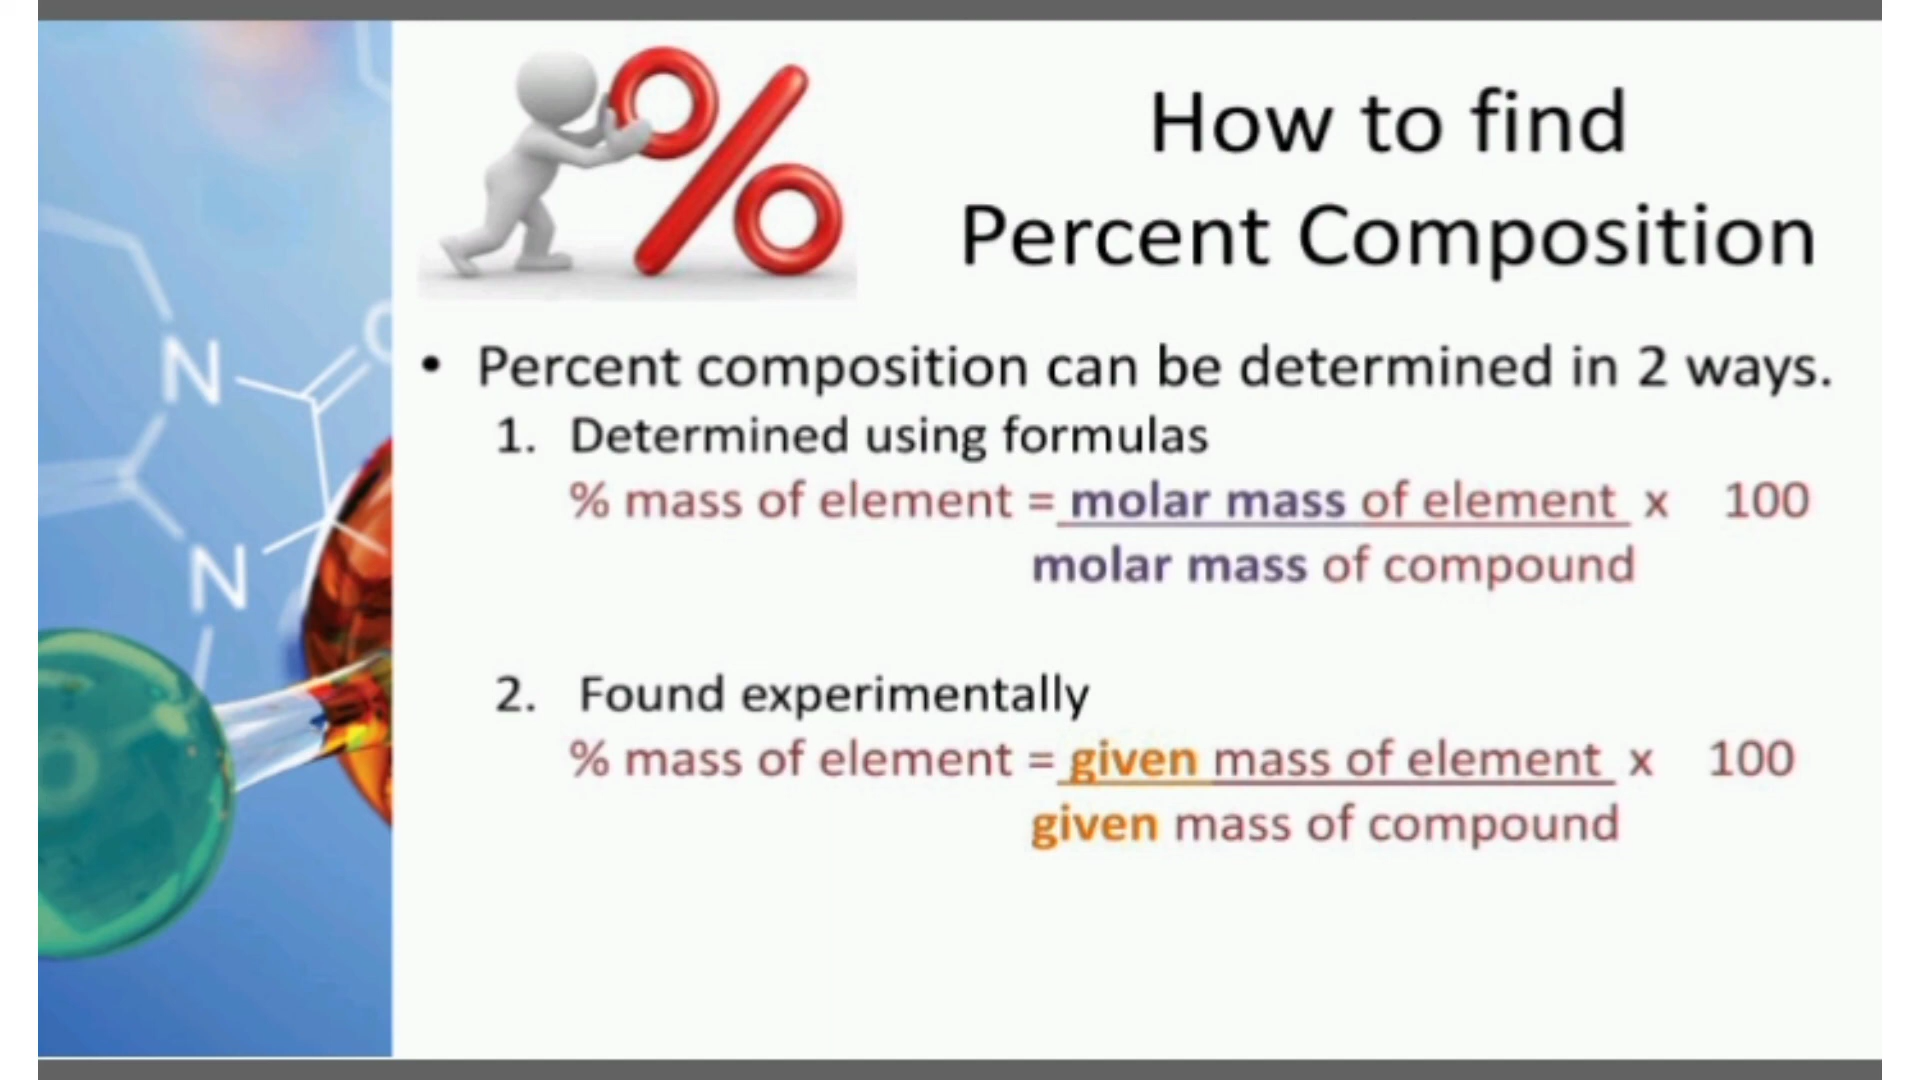 How to find
Percent Composition
• Percent composition can be determined in 2 ways.
1. Determined using formulas
% mass of element = molar mass of element x 100
molar mass of compound
2. Found experimentally
% mass of element = given mass of element x 100
given mass of compound
N
N